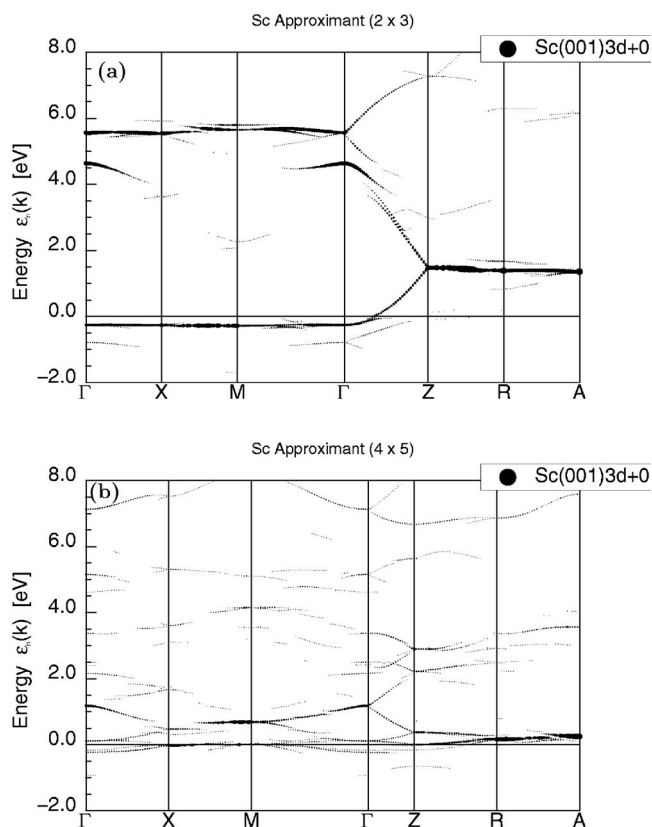 Sc Approximant (2 x 3)
Sc(001)3d+0
(a)
8.0
6.0
4.0
2.0
0.0
−2.0
Energy εn(k) [eV]
Γ X M Γ Z R A
Sc Approximant (4 x 5)
Sc(001)3d+0
(b)
8.0
6.0
4.0
2.0
0.0
−2.0
Energy εn(k) [eV]
Γ X M Γ Z R A